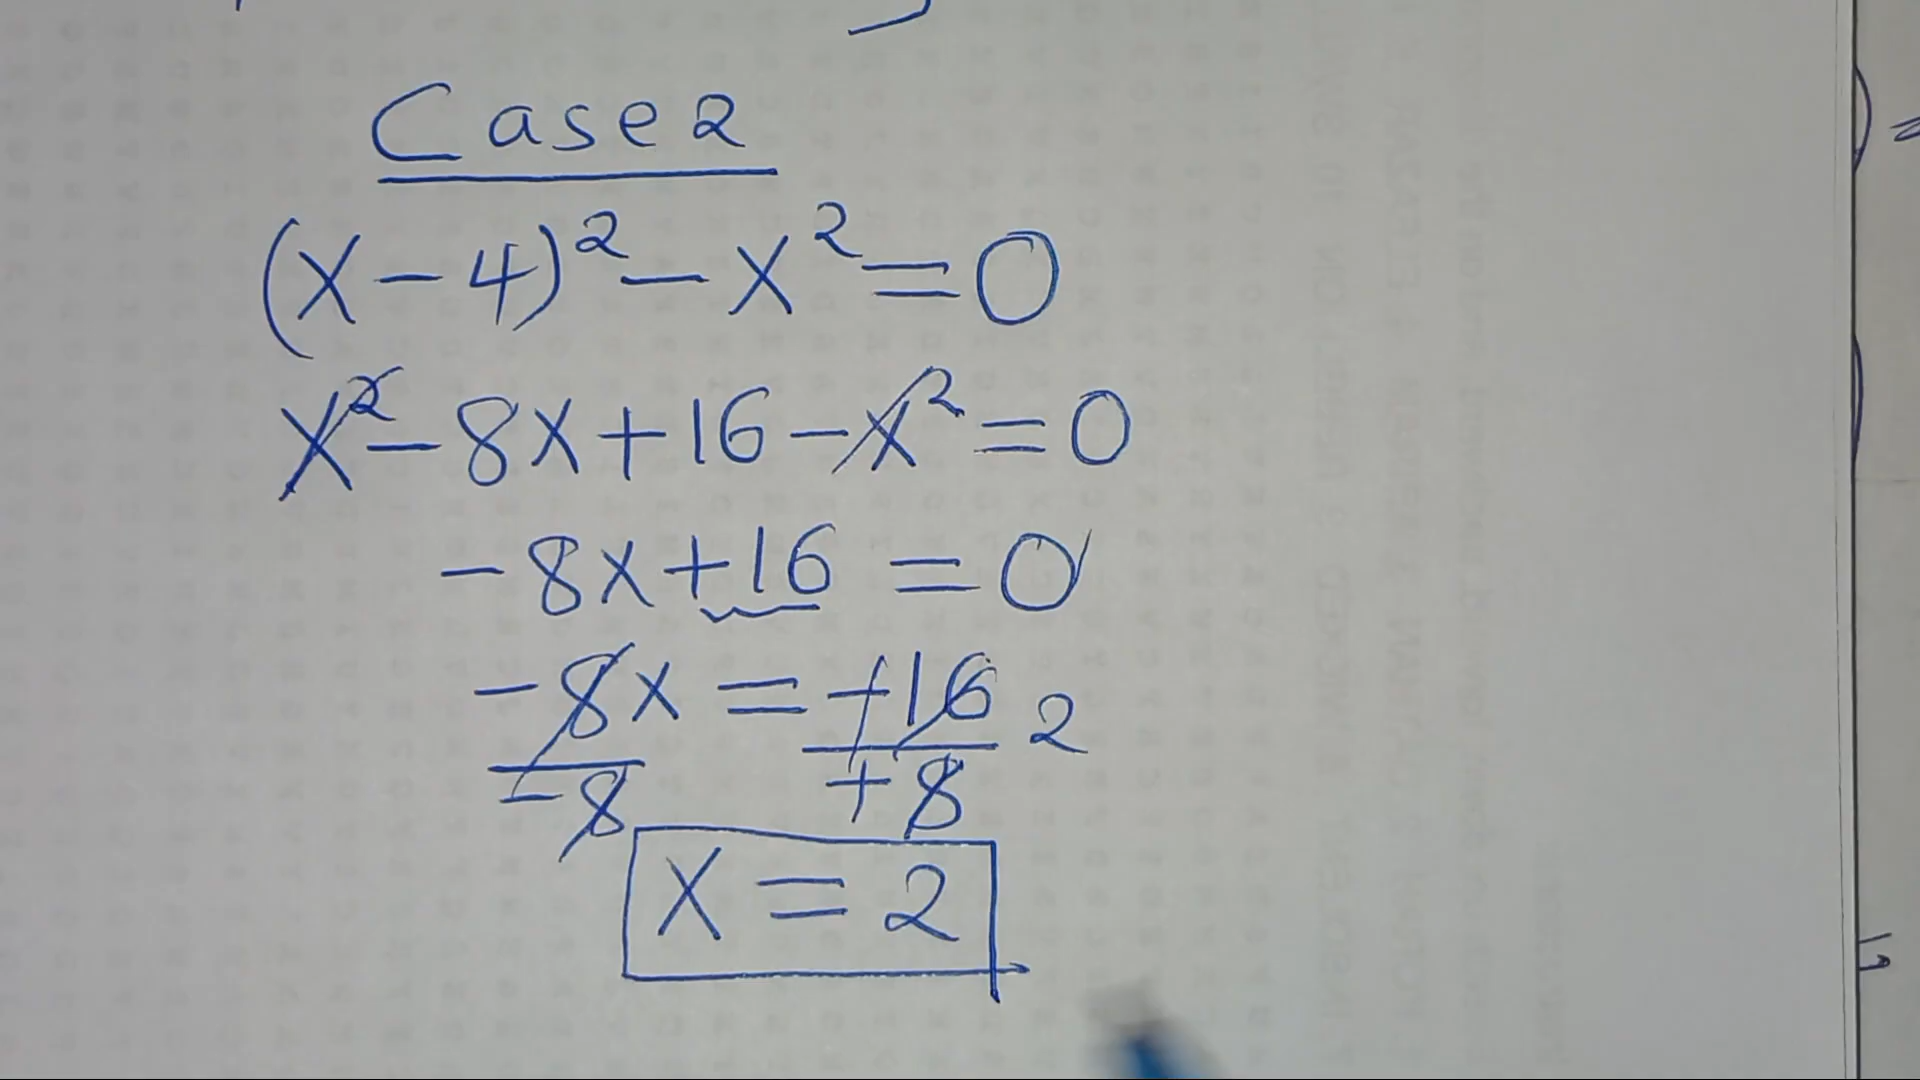 Case 2
(x-4)²-x²=0
x²-8x+16-x²=0
-8x+16=0
-8x = -16 2
-8 +8
x = 2